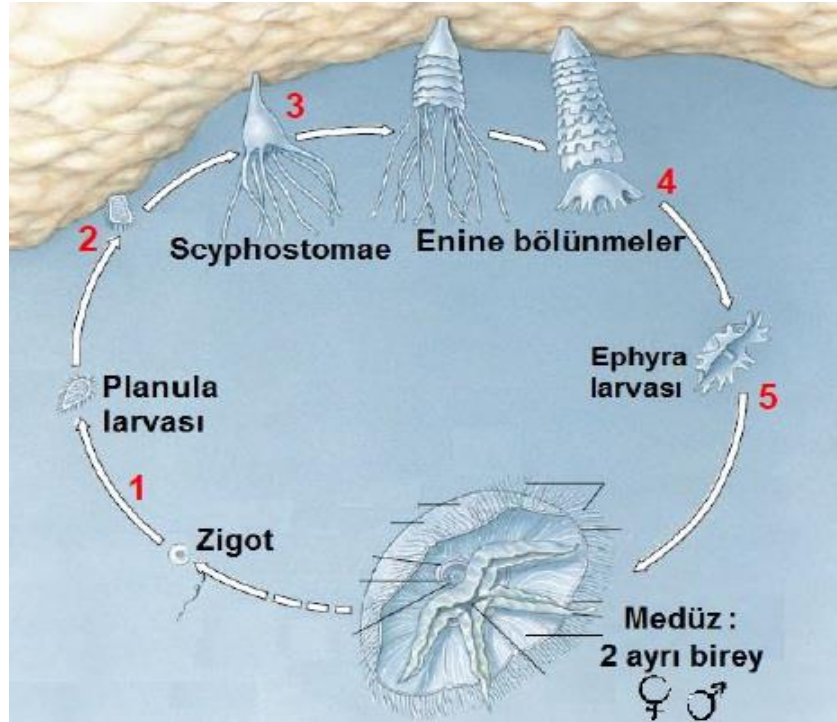 3
4
2
Scyphostomae
Enine bölünmeler
Planula
larvası
Ephyra
larvası
5
1
Zigot
Medüz :
2 ayrı birey
♀ ♂